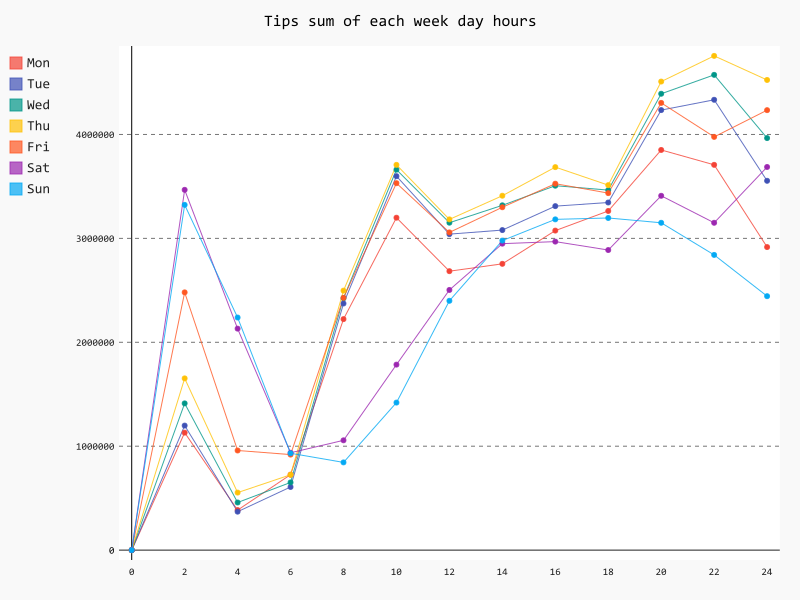 Tips sum of each week day hours
Mon
Tue
Wed
Thu
Fri
Sat
Sun
4000000
3000000
2000000
1000000
0
0 2 4 6 8 10 12 14 16 18 20 22 24